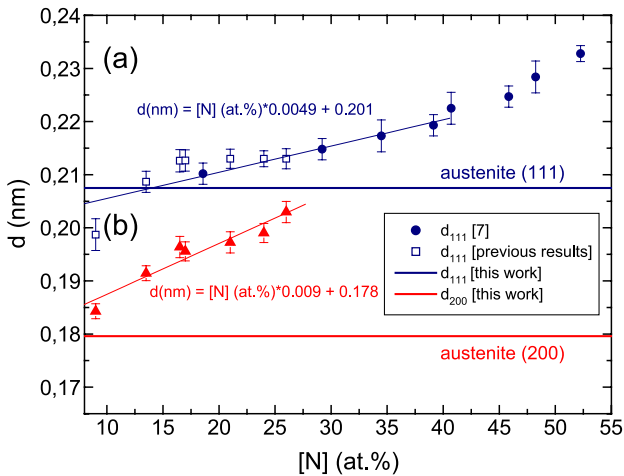 0,24
(a)
0,23
d(nm) = [N] (at.%)*0.0049 + 0.201
0,22
0,21
austenite (111)
d (nm)
0,20
(b)
d₁₁₁ [7]
d₁₁₁ [previous results]
d₁₁₁ [this work]
d₂₀₀ [this work]
0,19
d(nm) = [N] (at.%)*0.009 + 0.178
0,18
austenite (200)
0,17
10 15 20 25 30 35 40 45 50 55
[N] (at.%)